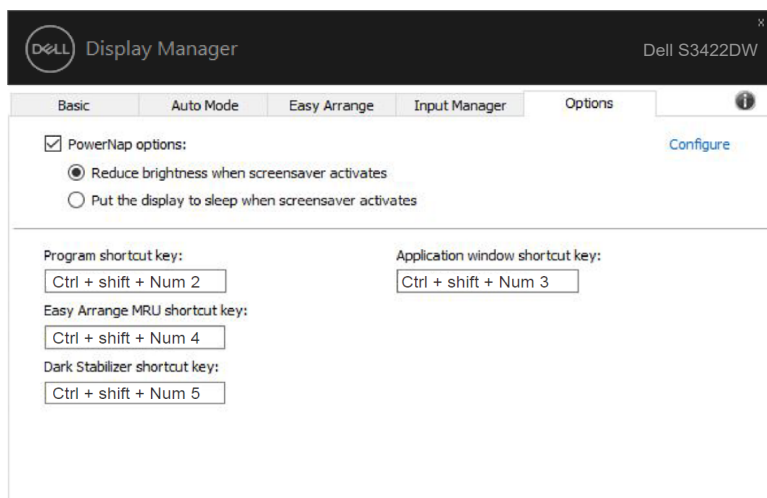 x
DELL Display Manager Dell S3422DW
Basic Auto Mode Easy Arrange Input Manager Options i
PowerNap options: Configure
Reduce brightness when screensaver activates
Put the display to sleep when screensaver activates
Program shortcut key: Application window shortcut key:
Ctrl + shift + Num 2 Ctrl + shift + Num 3
Easy Arrange MRU shortcut key:
Ctrl + shift + Num 4
Dark Stabilizer shortcut key:
Ctrl + shift + Num 5